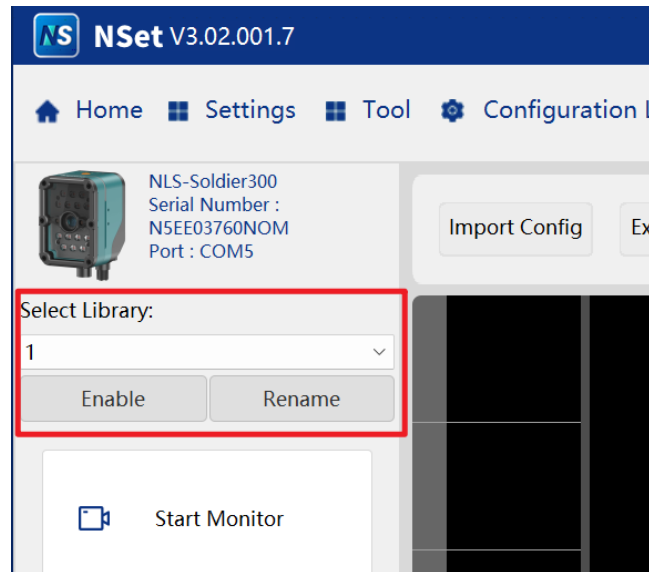 NS NSet V3.02.001.7
Home Settings Tool Configuration L
NLS-Soldier300
Serial Number :
N5EE03760NOM
Port : COM5
Import Config Ex
Select Library:
1
Enable Rename
Start Monitor